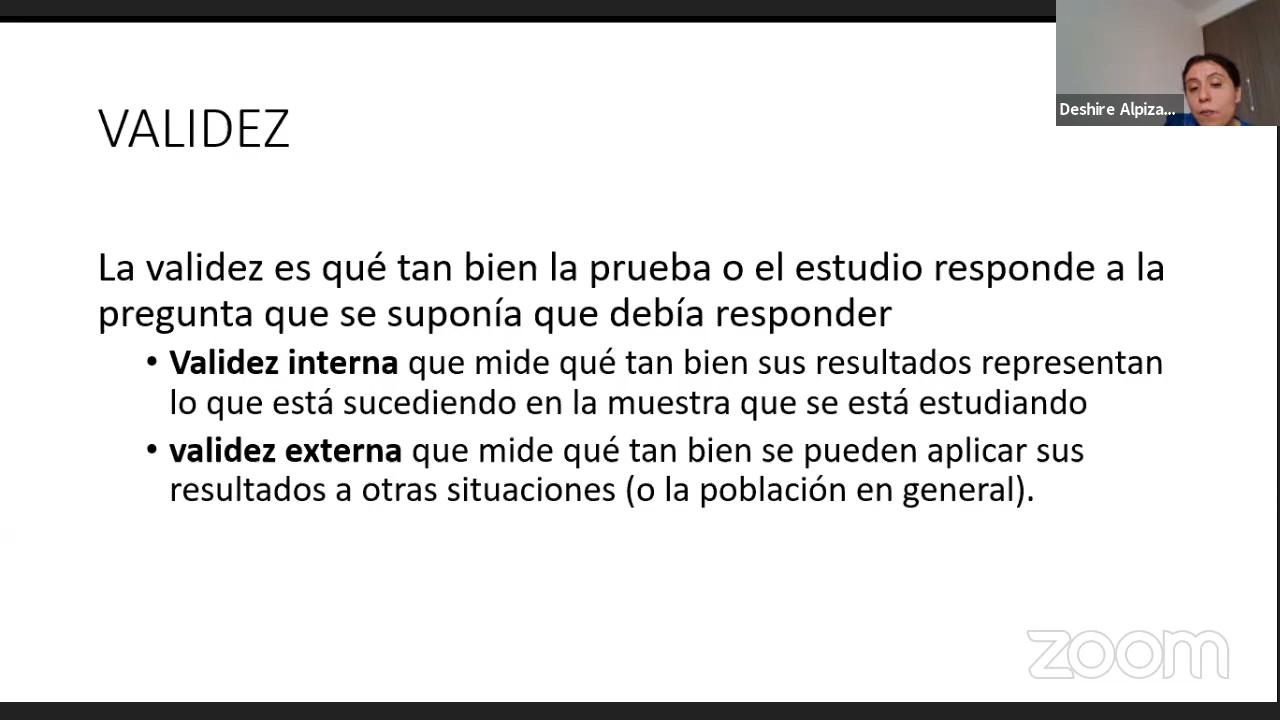 VALIDEZ
Deshire Alpiza...
La validez es qué tan bien la prueba o el estudio responde a la
pregunta que se suponía que debía responder
• Validez interna que mide qué tan bien sus resultados representan
lo que está sucediendo en la muestra que se está estudiando
• validez externa que mide qué tan bien se pueden aplicar sus
resultados a otras situaciones (o la población en general).
zoom